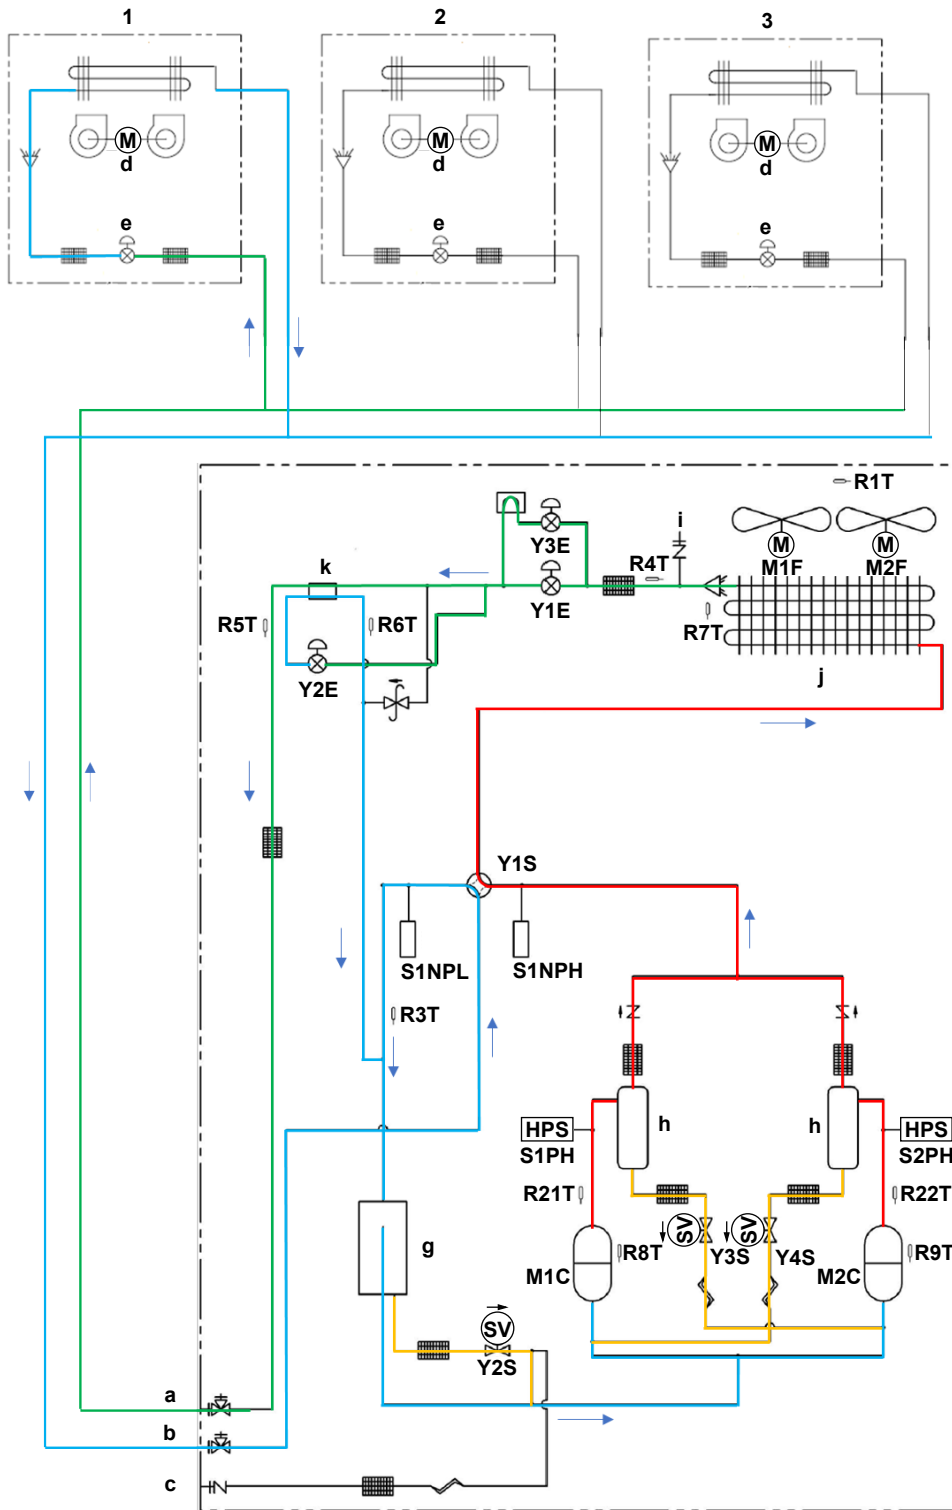 1
2
3
M
d
M
d
M
d
e
e
e
R1T
i
M
M
M1F
M2F
Y3E
R4T
k
Y1E
R5T
R6T
R7T
Y2E
j
Y1S
S1NPL
S1NPH
R3T
h
h
HPS
HPS
S1PH
S2PH
R21T
R22T
SV
SV
g
R8T
Y3S
Y4S
R9T
M1C
M2C
SV
Y2S
a
b
c